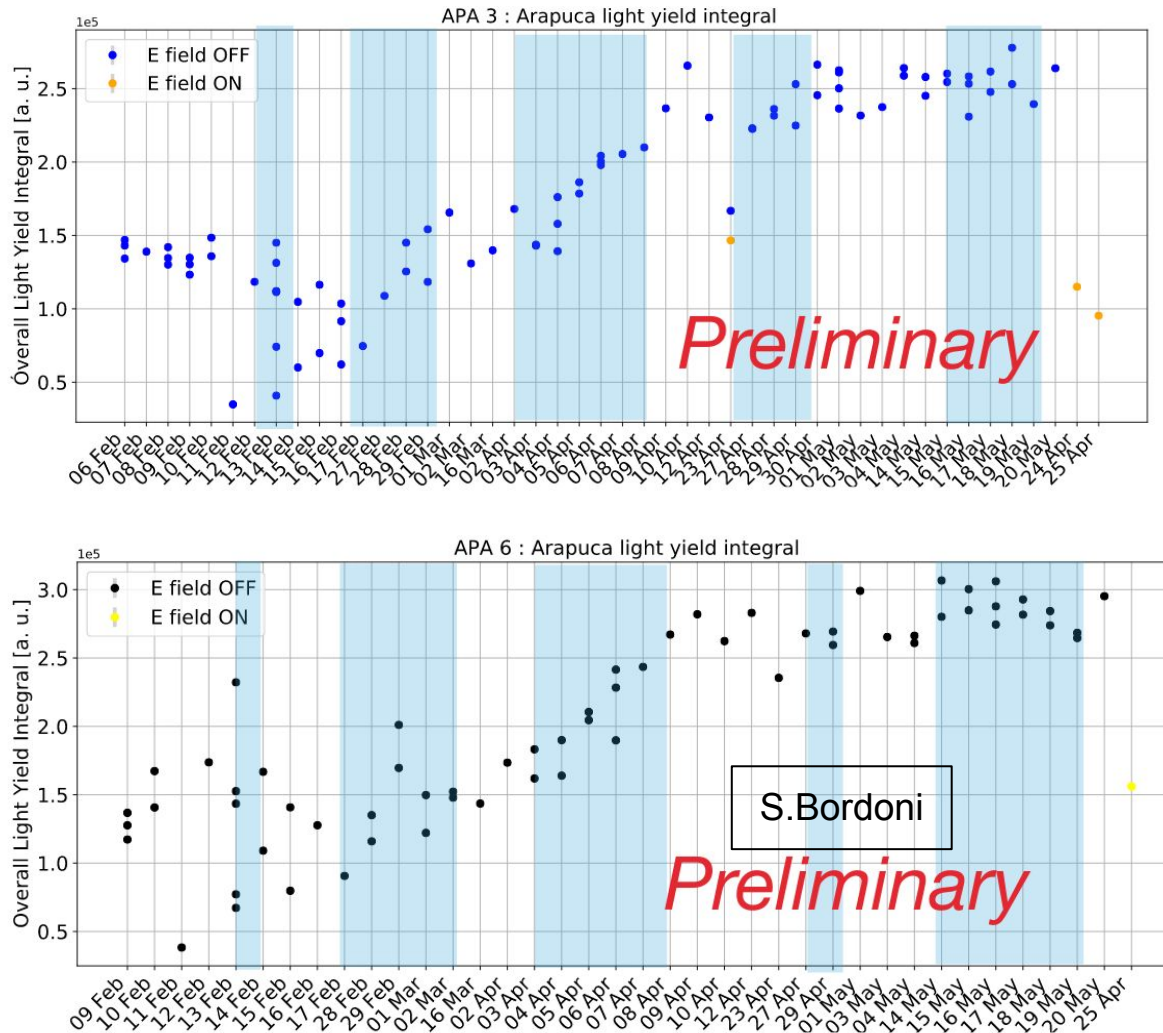 APA 3 : Arapuca light yield integral
1e5
E field OFF
E field ON
Overall Light Yield Integral [a. u.]
2.5
2.0
1.5
1.0
0.5
Preliminary
06 Feb
07 Feb
08 Feb
09 Feb
10 Feb
11 Feb
12 Feb
13 Feb
14 Feb
15 Feb
16 Feb
17 Feb
27 Feb
28 Feb
29 Feb
01 Mar
02 Mar
16 Mar
02 Apr
03 Apr
04 Apr
05 Apr
06 Apr
07 Apr
08 Apr
09 Apr
10 Apr
12 Apr
23 Apr
27 Apr
28 Apr
29 Apr
30 Apr
01 May
02 May
03 May
04 May
14 May
15 May
16 May
17 May
18 May
19 May
20 May
24 Apr
25 Apr
APA 6 : Arapuca light yield integral
1e5
E field OFF
E field ON
Overall Light Yield Integral [a. u.]
3.0
2.5
2.0
1.5
1.0
0.5
S.Bordoni
Preliminary
09 Feb
10 Feb
11 Feb
12 Feb
13 Feb
14 Feb
15 Feb
16 Feb
17 Feb
28 Feb
29 Feb
01 Mar
02 Mar
16 Mar
02 Apr
03 Apr
04 Apr
05 Apr
06 Apr
07 Apr
08 Apr
09 Apr
10 Apr
12 Apr
23 Apr
27 Apr
29 Apr
01 May
03 May
04 May
14 May
15 May
16 May
17 May
18 May
19 May
20 May
25 Apr